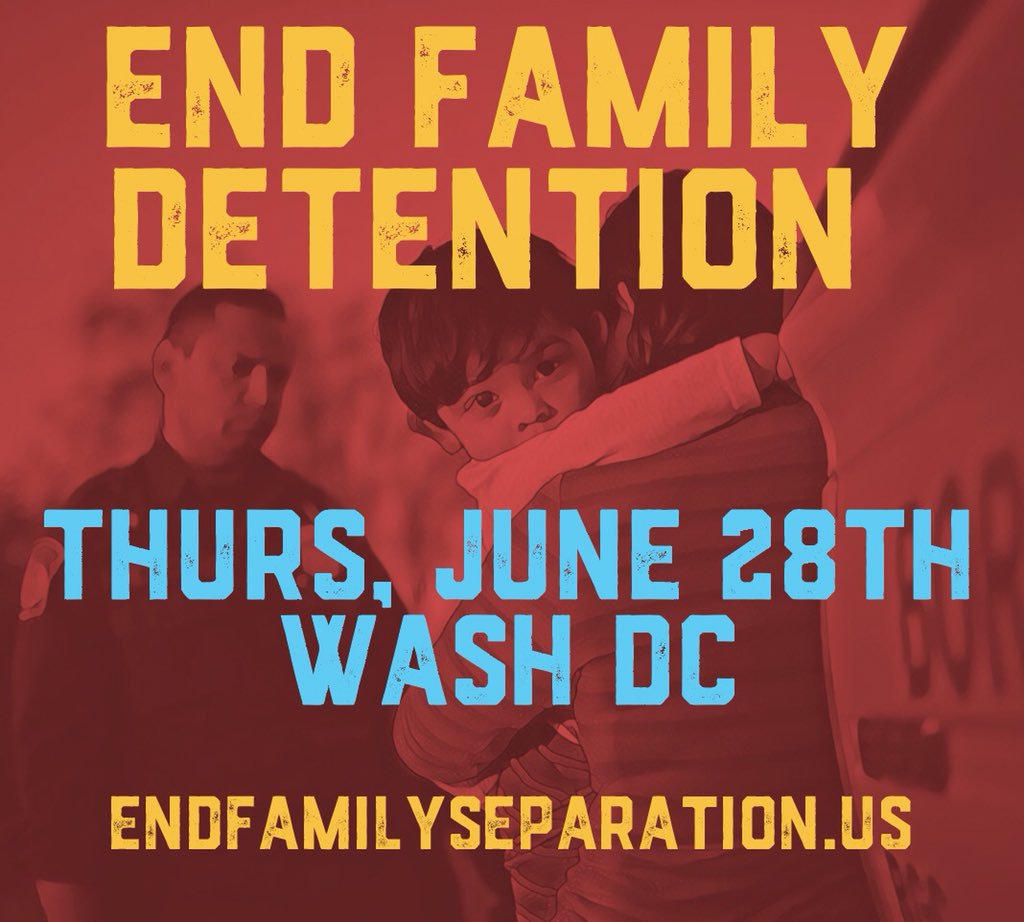 END FAMILY
DETENTION
THURS, JUNE 28TH
WASH DC
ENDFAMILYSEPARATION.US